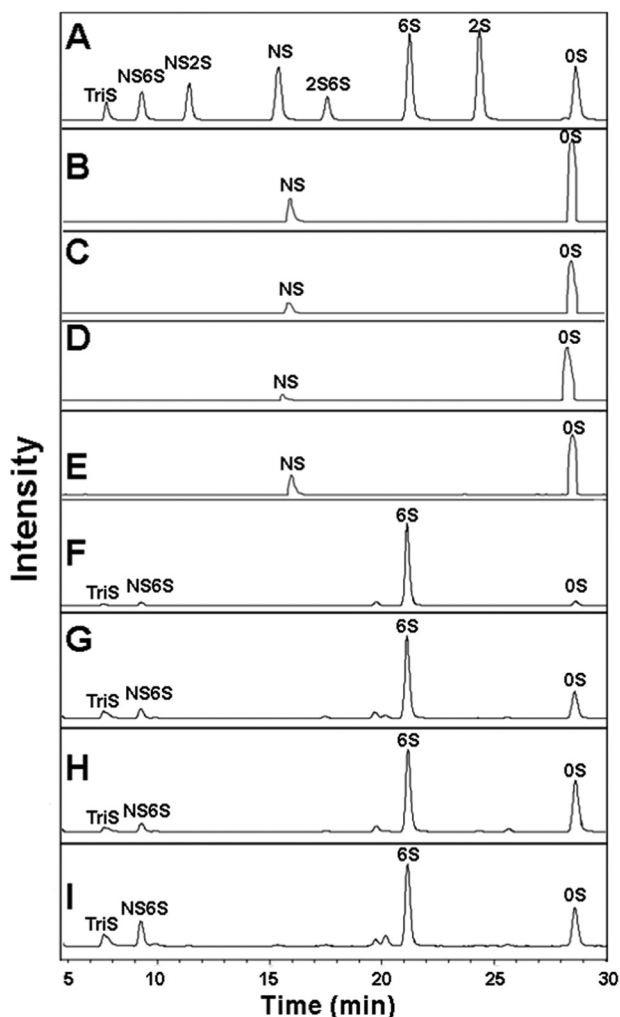 A
TriS NS6S NS2S NS 2S6S 6S 2S 0S
B
NS 0S
C
NS 0S
D
NS 0S
E
NS 0S
F
TriS NS6S 6S 0S
G
TriS NS6S 6S 0S
H
TriS NS6S 6S 0S
I
TriS NS6S 6S 0S
Intensity
5 10 15 20 25 30
Time (min)